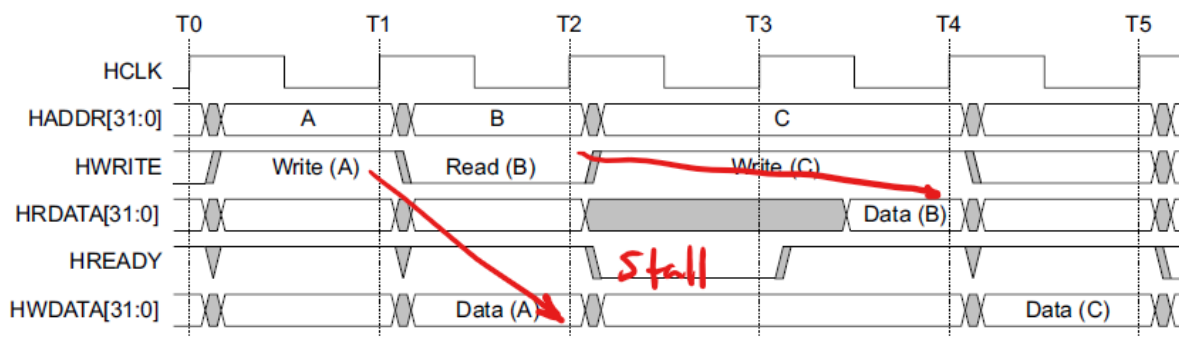 T0 T1 T2 T3 T4 T5
HCLK
HADDR[31:0] A B C
HWRITE Write (A) Read (B) Write (C)
HRDATA[31:0] Data (B)
HREADY Stall
HWDATA[31:0] Data (A) Data (C)